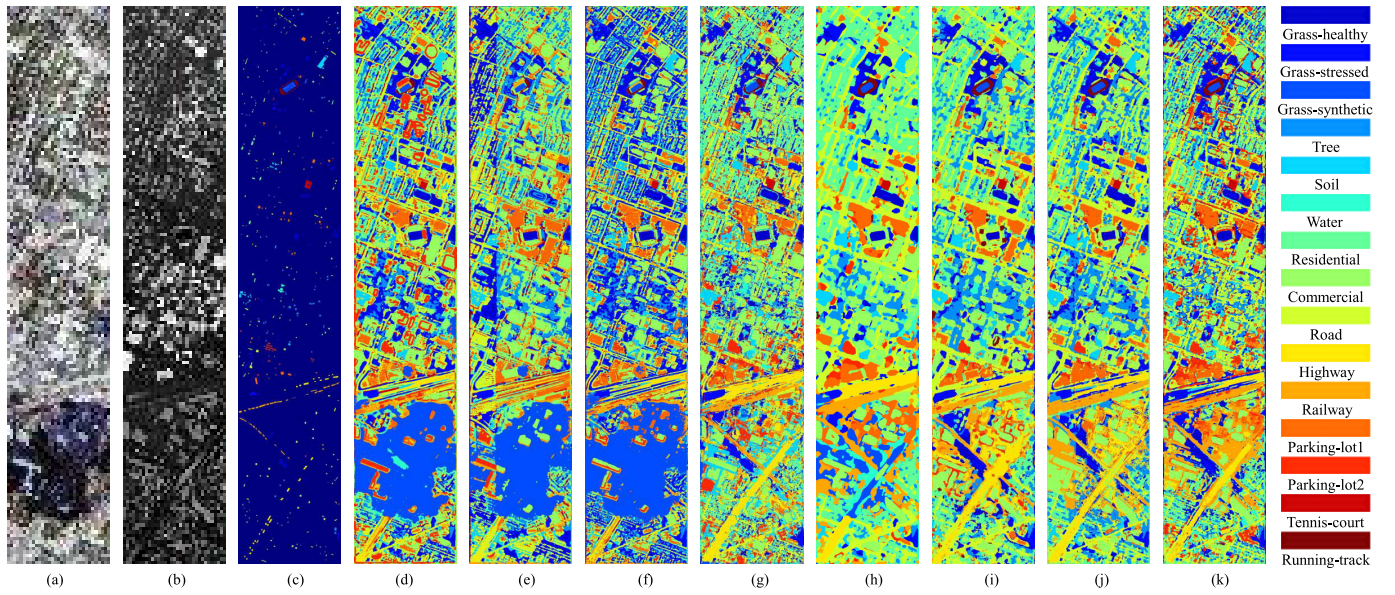 Grass-healthy
Grass-stressed
Grass-synthetic
Tree
Soil
Water
Residential
Commercial
Road
Highway
Railway
Parking-lot1
Parking-lot2
Tennis-court
Running-track
(a) (b) (c) (d) (e) (f) (g) (h) (i) (j) (k)